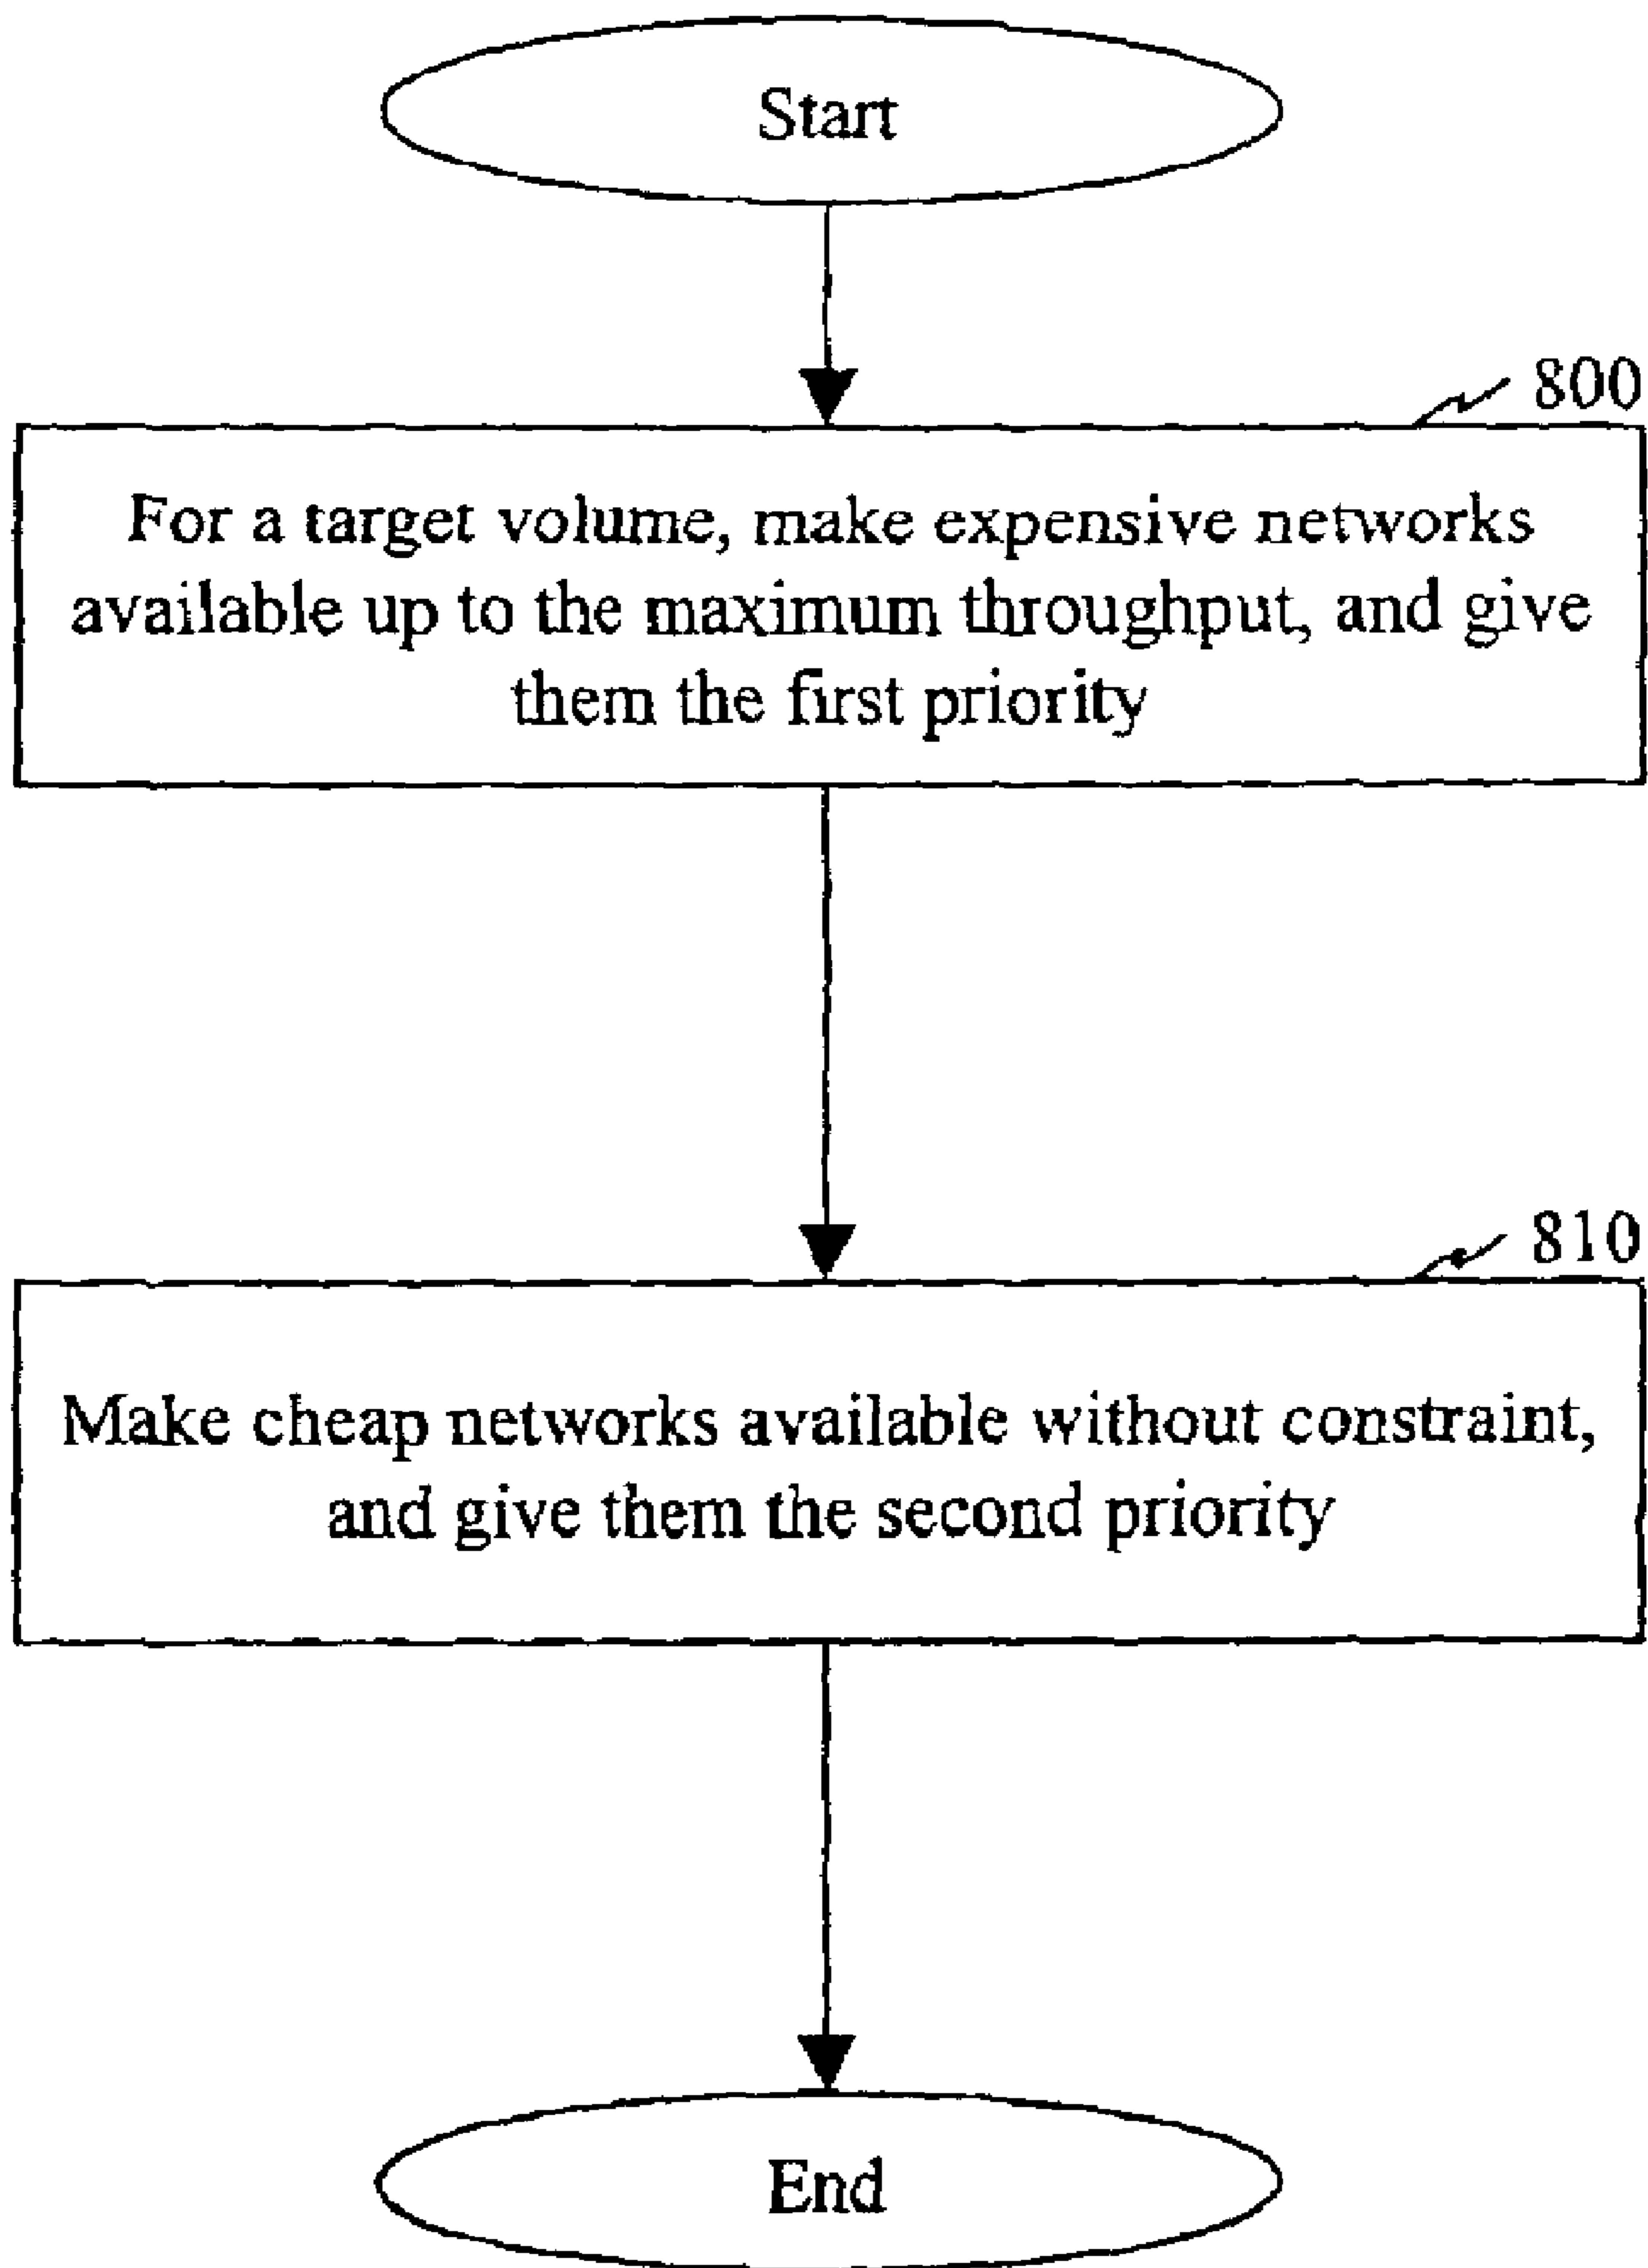 Start
800
For a target volume, make expensive networks
available up to the maximum throughput, and give
them the first priority
810
Make cheap networks available without constraint,
and give them the second priority
End